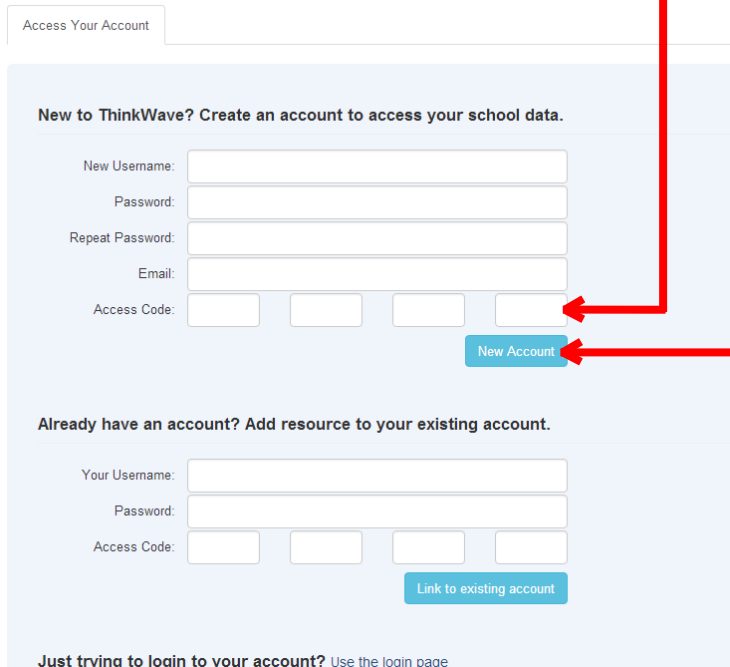 Access Your Account
New to ThinkWave? Create an account to access your school data.
New Username:
Password:
Repeat Password:
Email:
Access Code:
New Account
Already have an account? Add resource to your existing account.
Your Username:
Password:
Access Code:
Link to existing account
Just trying to login to your account? Use the login page